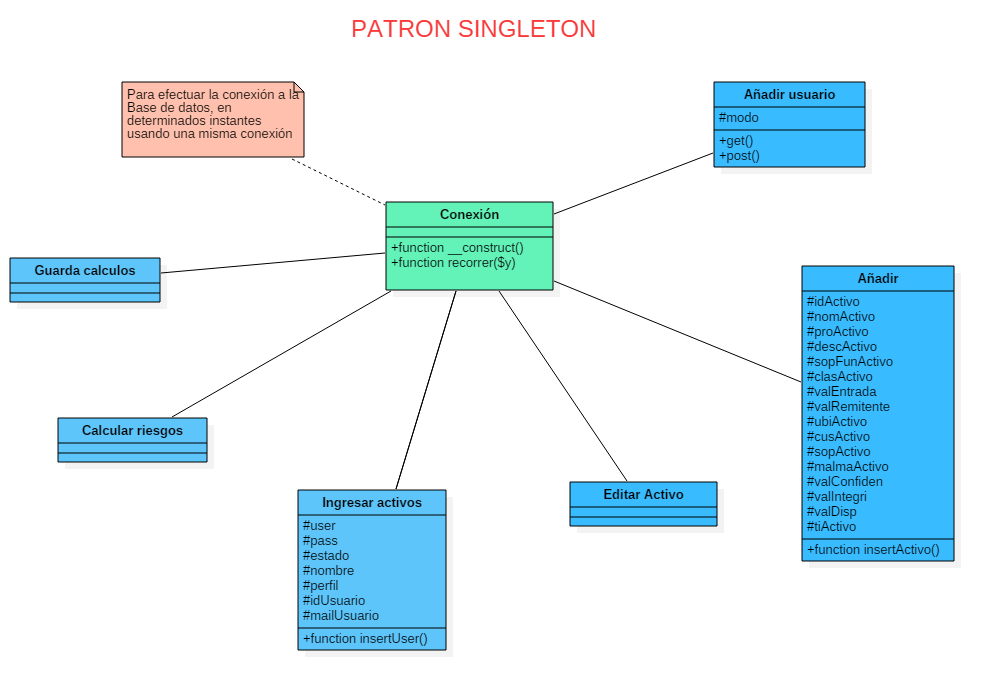 PATRON SINGLETON
Para efectuar la conexión a la
Base de datos, en
determinados instantes
usando una misma conexión
Añadir usuario
#modo
+get()
+post()
Conexión
+function __construct()
+function recorrer($y)
Guarda calculos
Añadir
#idActivo
#nomActivo
#proActivo
#descActivo
#sopFunActivo
#clasActivo
#valEntrada
#valRemitente
#ubiActivo
#cusActivo
#sopActivo
#malmaActivo
#valConfiden
#valIntegri
#valDisp
#tiActivo
+function insertActivo()
Calcular riesgos
Ingresar activos
#user
#pass
#estado
#nombre
#perfil
#idUsuario
#mailUsuario
+function insertUser()
Editar Activo